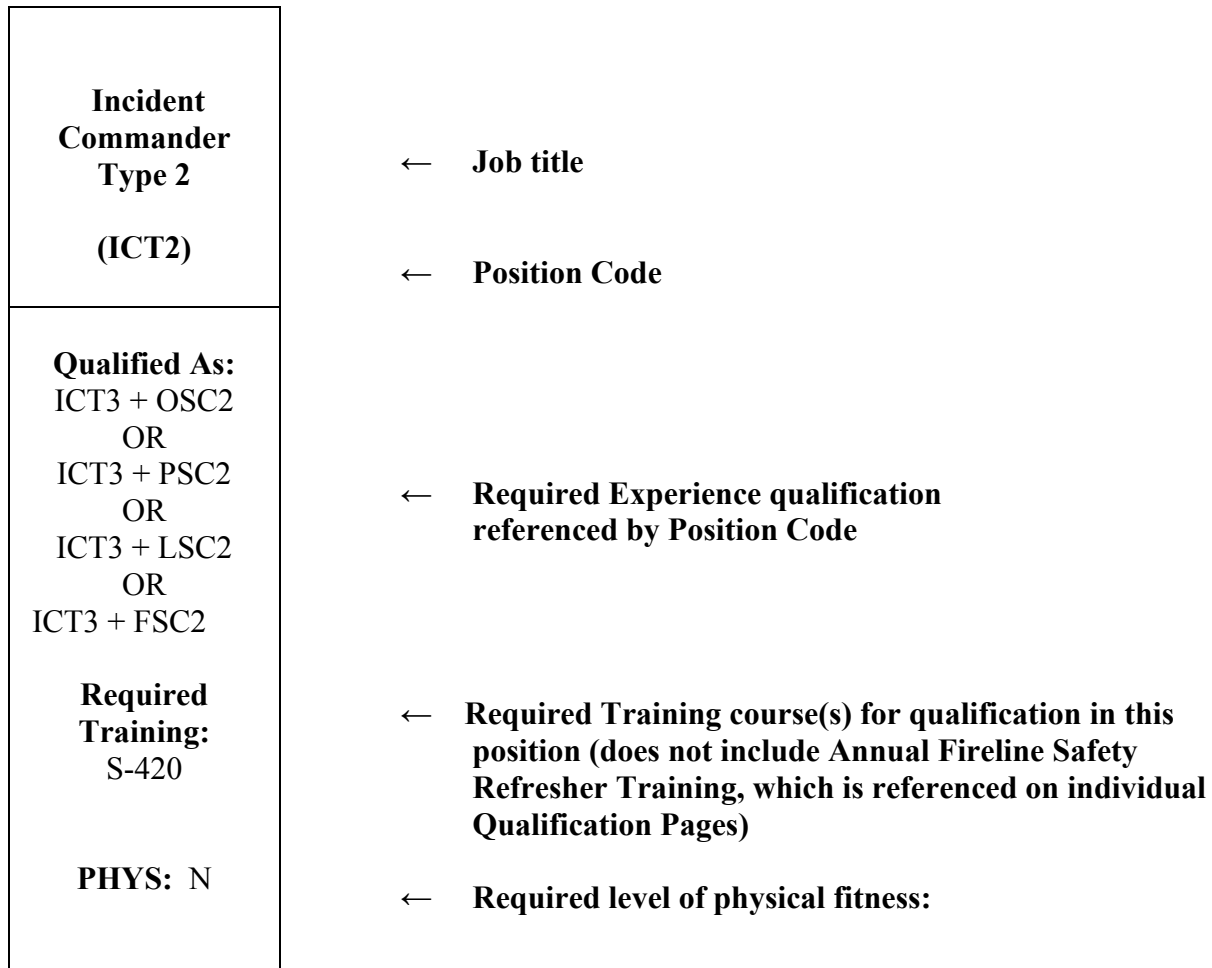 Incident
Commander
Type 2
← Job title
(ICT2)
← Position Code
Qualified As:
ICT3 + OSC2
OR
ICT3 + PSC2
OR
ICT3 + LSC2
OR
ICT3 + FSC2
← Required Experience qualification
referenced by Position Code
Required
Training:
S-420
← Required Training course(s) for qualification in this
position (does not include Annual Fireline Safety
Refresher Training, which is referenced on individual
Qualification Pages)
PHYS: N
← Required level of physical fitness: